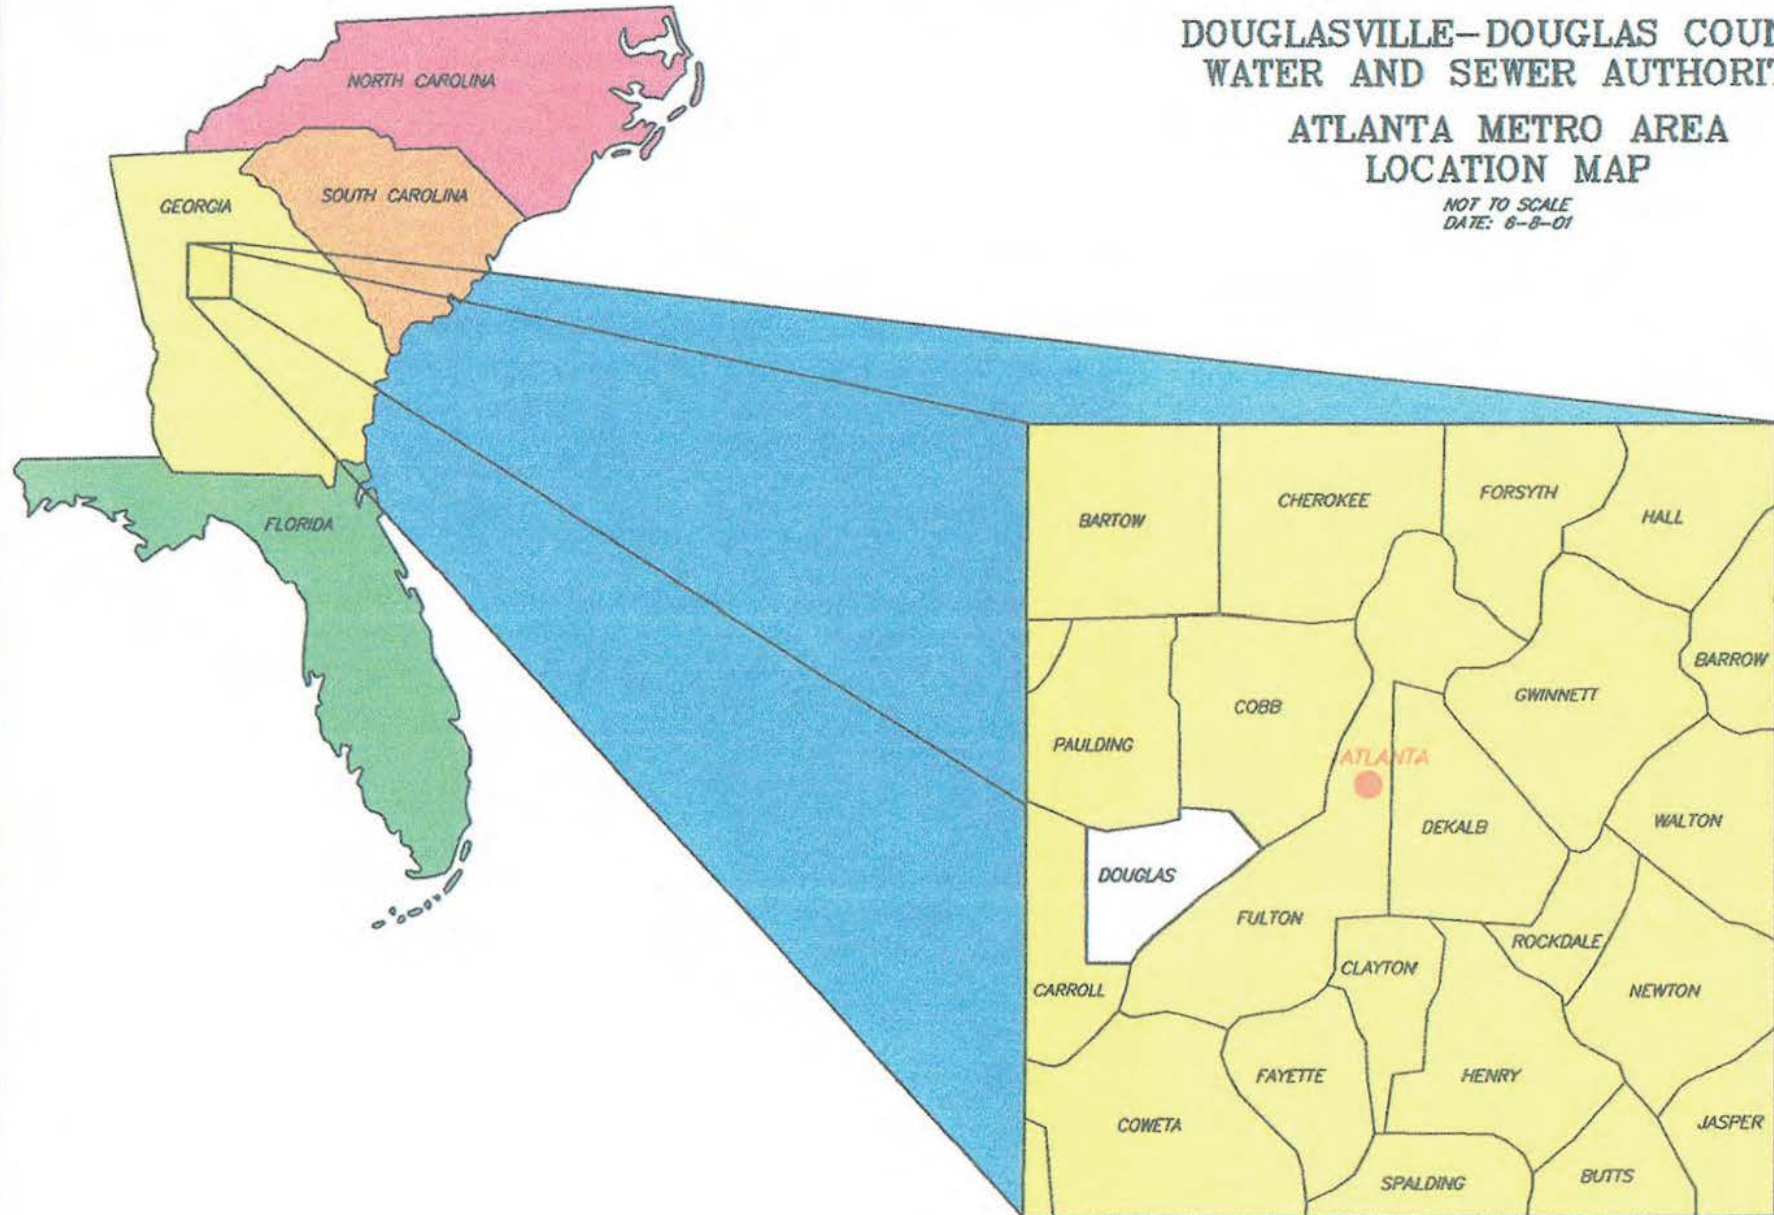 DOUGLASVILLE-DOUGLAS COUN
WATER AND SEWER AUTHORIT
ATLANTA METRO AREA
LOCATION MAP
NOT TO SCALE
DATE: 6-8-01
NORTH CAROLINA
SOUTH CAROLINA
GEORGIA
FLORIDA
BARTOW
CHEROKEE
FORSYTH
HALL
BARROW
GWINNETT
COBB
PAULDING
ATLANTA
DEKALB
WALTON
DOUGLAS
FULTON
ROCKDALE
CLAYTON
CARROLL
NEWTON
FAYETTE
HENRY
COWETA
JASPER
SPALDING
BUTTS